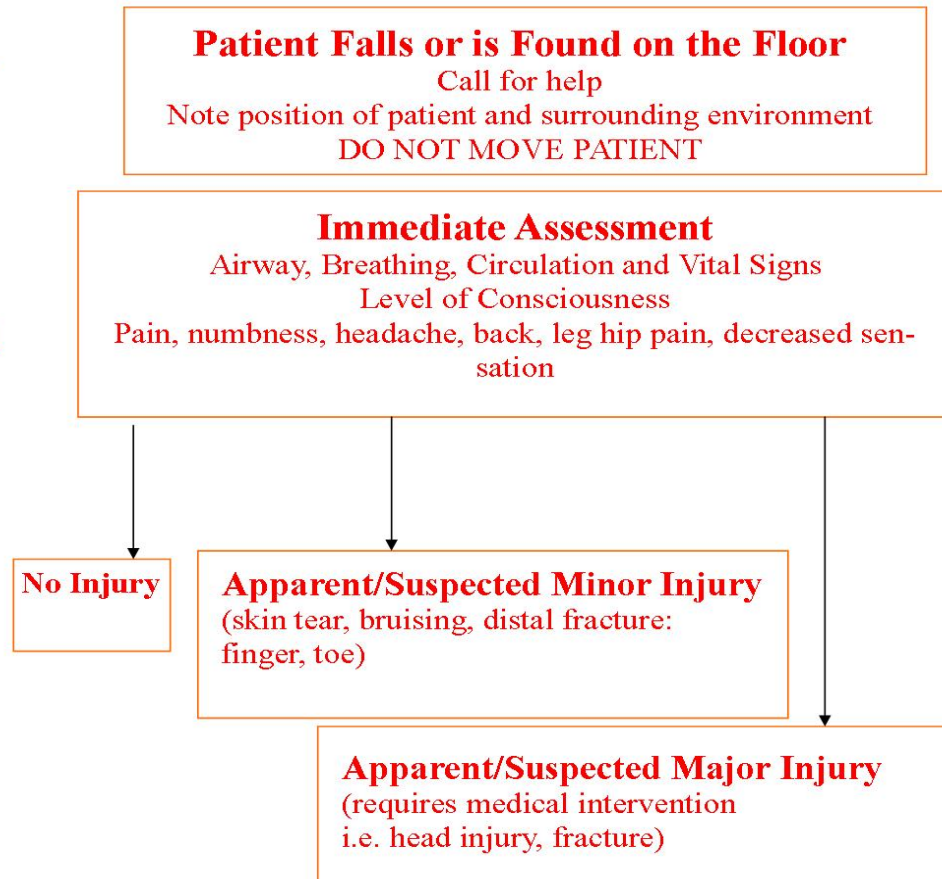 Patient Falls or is Found on the Floor
Call for help
Note position of patient and surrounding environment
DO NOT MOVE PATIENT
Immediate Assessment
Airway, Breathing, Circulation and Vital Signs
Level of Consciousness
Pain, numbness, headache, back, leg hip pain, decreased sen-
sation
No Injury
Apparent/Suspected Minor Injury
(skin tear, bruising, distal fracture:
finger, toe)
Apparent/Suspected Major Injury
(requires medical intervention
i.e. head injury, fracture)